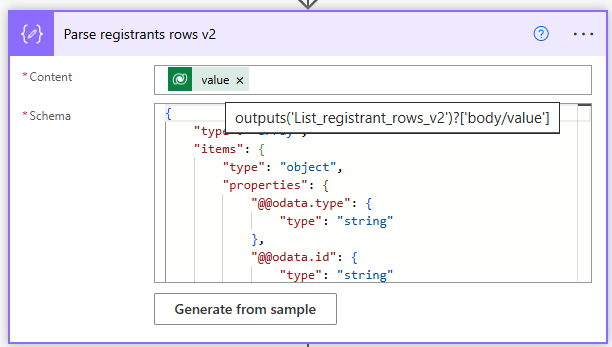 Parse registrants rows v2
* Content
value ×
* Schema
{
outputs('List_registrant_rows_v2')?['body/value']
"type
"items": {
"type": "object",
"properties": {
"@@odata.type": {
"type": "string"
},
"@@odata.id": {
"type": "string"
Generate from sample